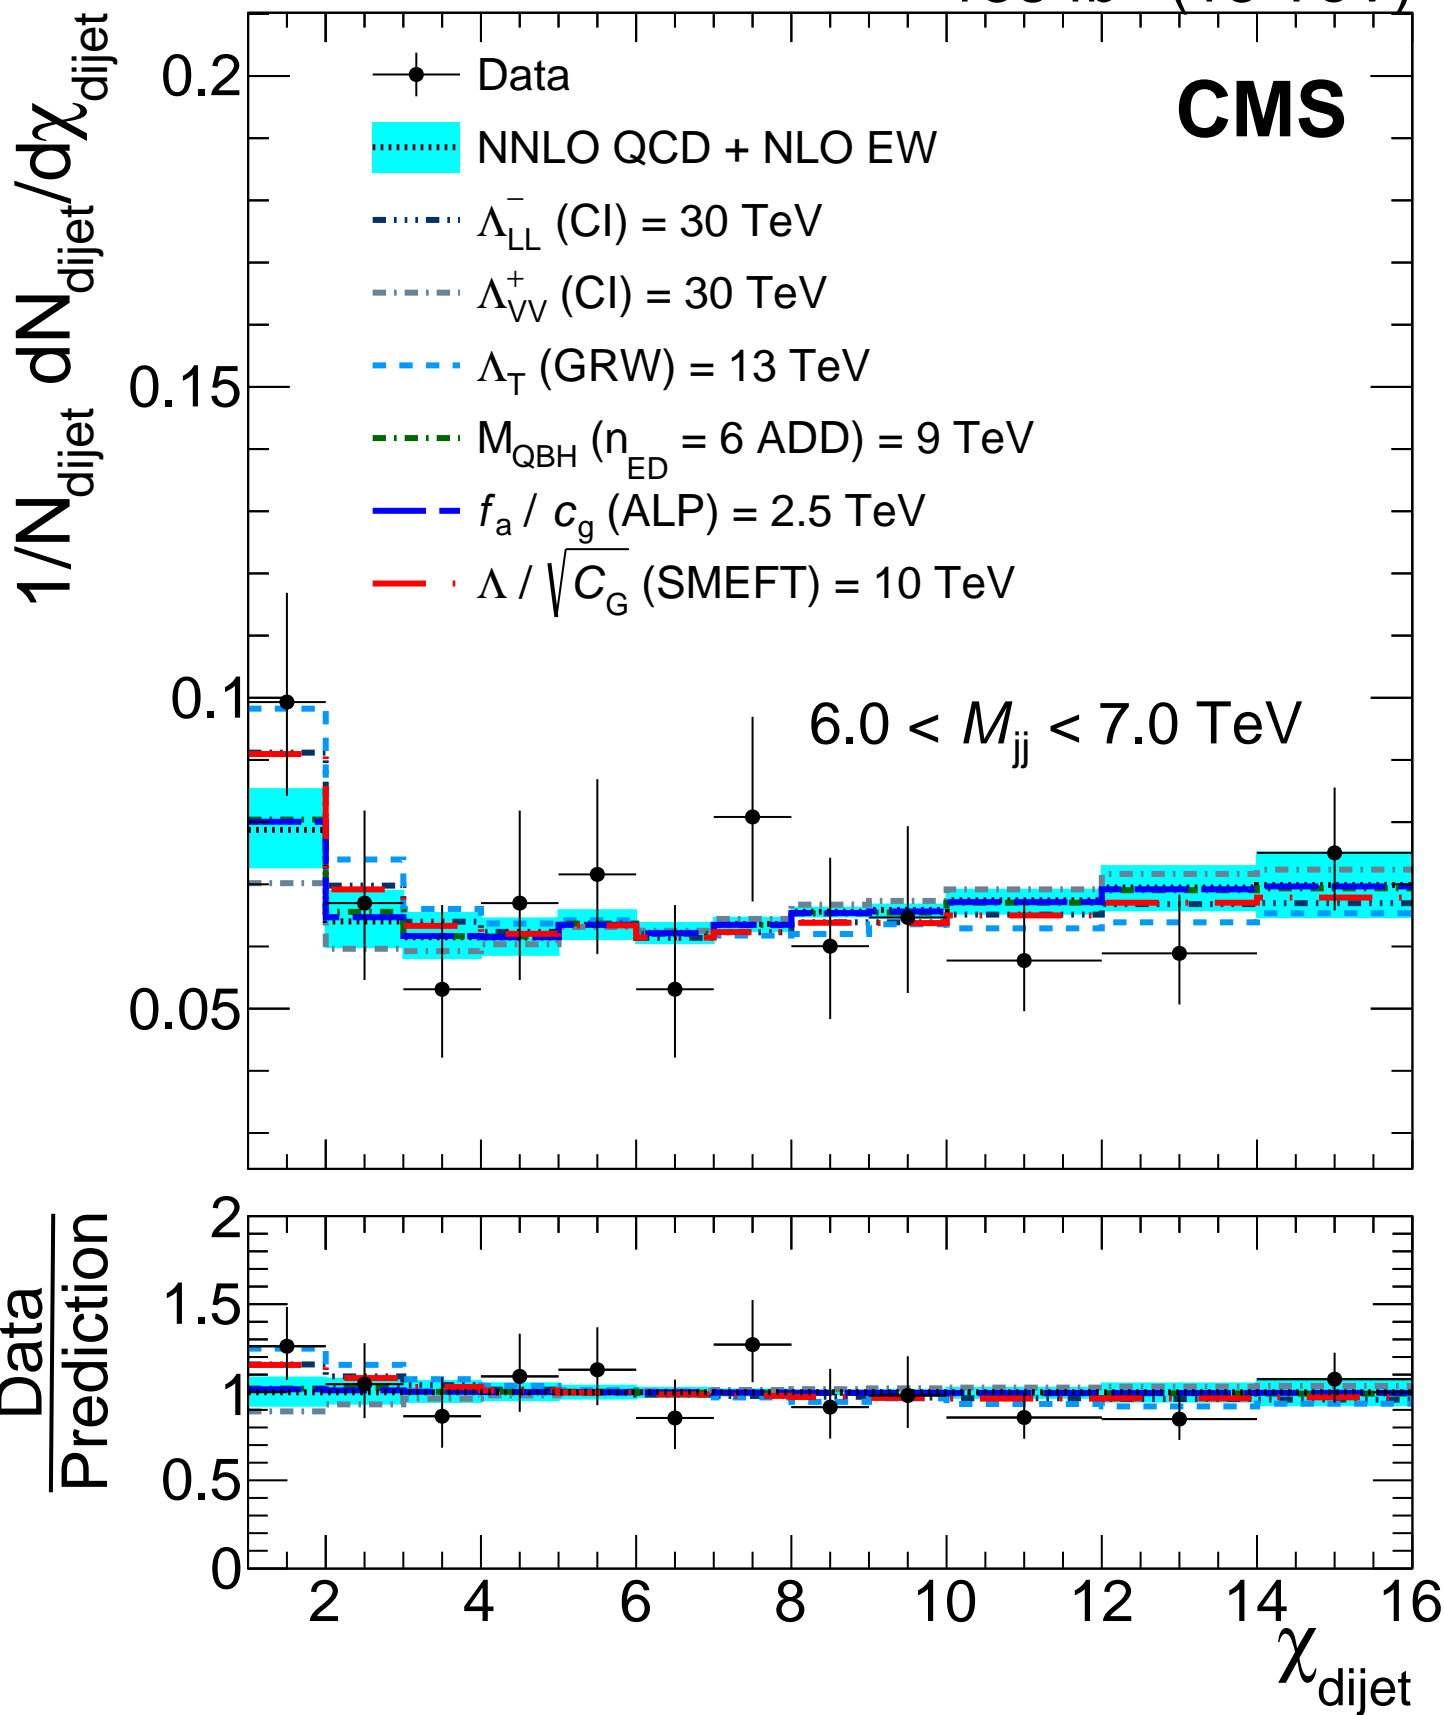 CMS
Data
NNLO QCD + NLO EW
Λ⁻LL (CI) = 30 TeV
Λ⁺VV (CI) = 30 TeV
ΛT (GRW) = 13 TeV
MQBH (nED = 6 ADD) = 9 TeV
fa / cg (ALP) = 2.5 TeV
Λ / √CG (SMEFT) = 10 TeV
6.0 < Mjj < 7.0 TeV
1/Ndijet dNdijet/dχdijet
0.2
0.15
0.1
0.05
Data
Prediction
2
1.5
1
0.5
0
2 4 6 8 10 12 14 16
χdijet